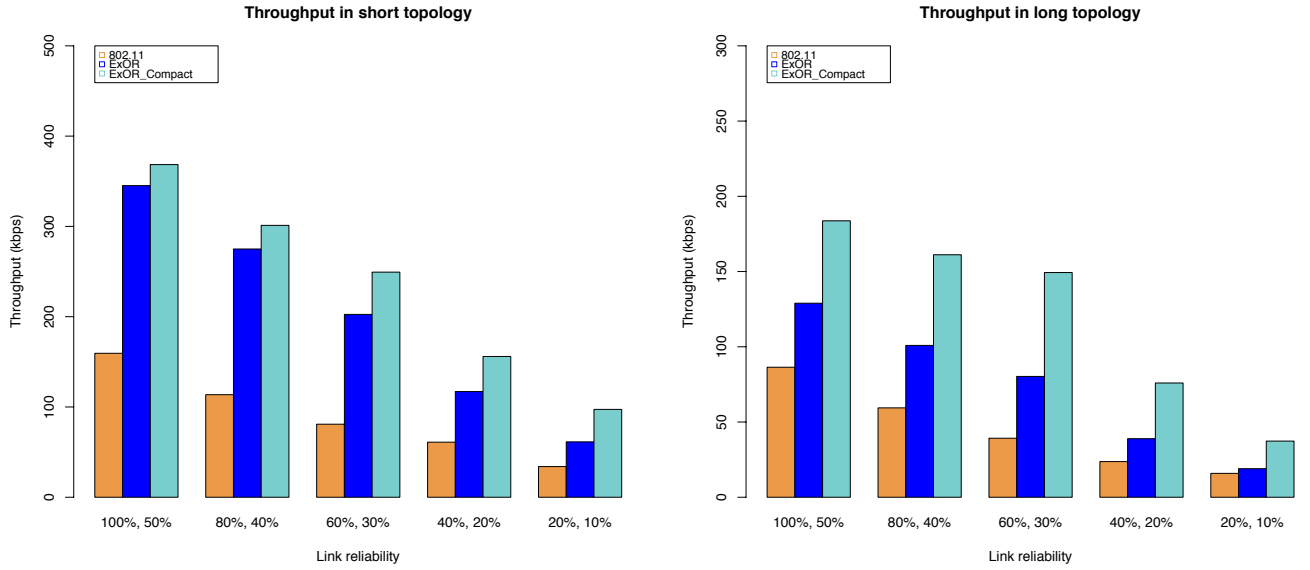 Throughput in short topology
500
400
300
200
100
0
Throughput (kbps)
802.11
ExOR
ExOR_Compact
100%, 50%
80%, 40%
60%, 30%
40%, 20%
20%, 10%
Link reliability
Throughput in long topology
300
250
200
150
100
50
0
Throughput (kbps)
802.11
ExOR
ExOR_Compact
100%, 50%
80%, 40%
60%, 30%
40%, 20%
20%, 10%
Link reliability